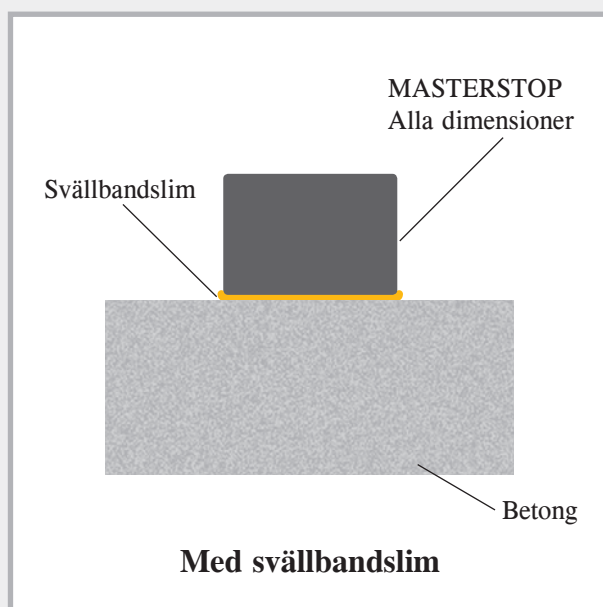 MASTERSTOP
Alla dimensioner
Svällbandslim
Betong
Med svällbandslim